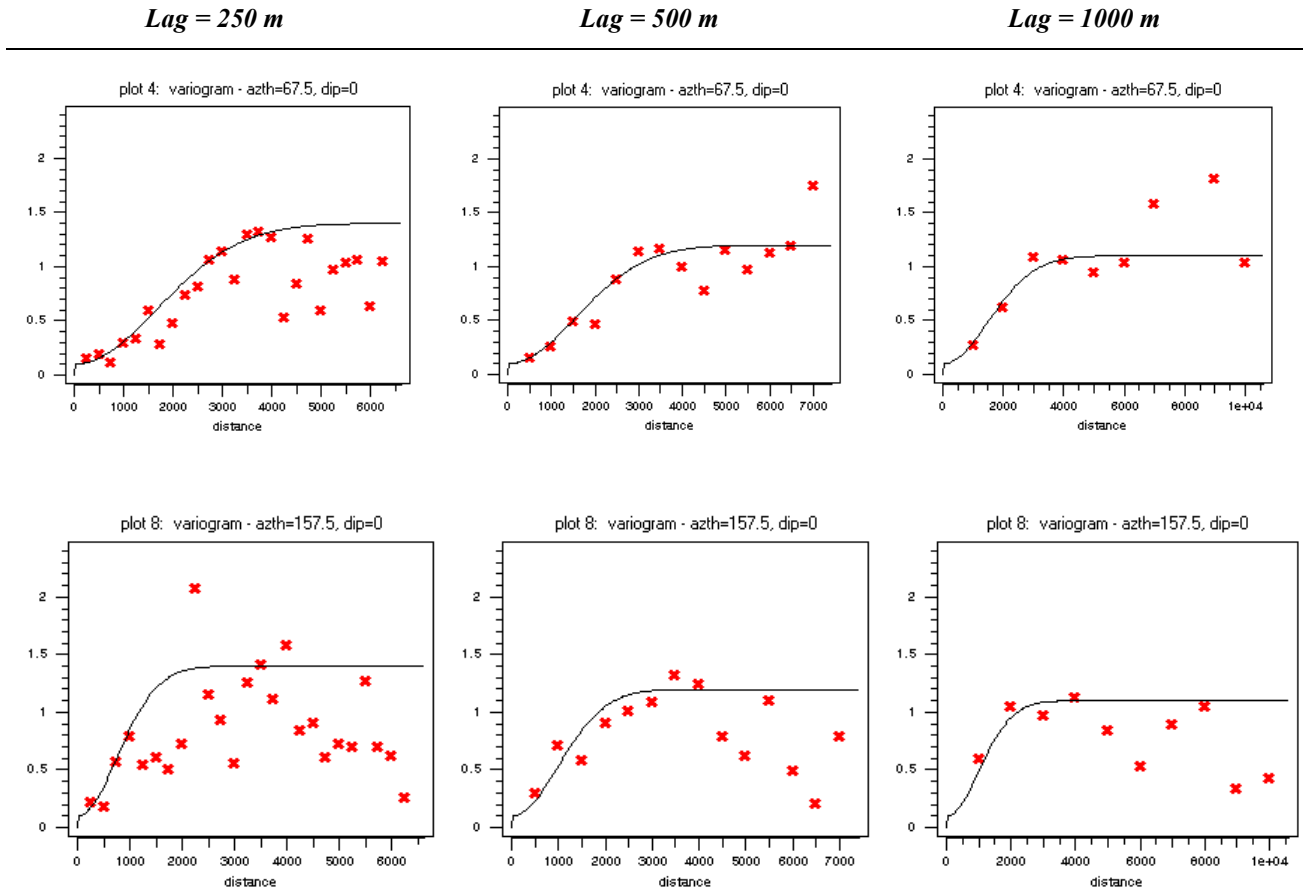 Lag = 250 m Lag = 500 m Lag = 1000 m
plot 4: variogram - azth=67.5, dip=0 plot 4: variogram - azth=67.5, dip=0 plot 4: variogram - azth=67.5, dip=0
2 2 2
1.5 1.5 1.5
1 1 1
0.5 0.5 0.5
0 0 0
0 1000 2000 3000 4000 5000 6000 0 1000 2000 3000 4000 5000 6000 7000 0 2000 4000 6000 8000 1e+04
distance distance distance
plot 8: variogram - azth=157.5, dip=0 plot 8: variogram - azth=157.5, dip=0 plot 8: variogram - azth=157.5, dip=0
2 2 2
1.5 1.5 1.5
1 1 1
0.5 0.5 0.5
0 0 0
0 1000 2000 3000 4000 5000 6000 0 1000 2000 3000 4000 5000 6000 7000 0 2000 4000 6000 8000 1e+04
distance distance distance